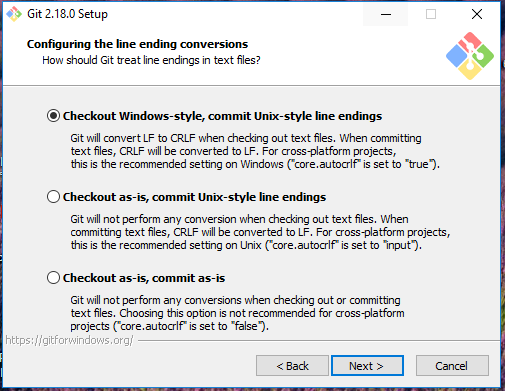 Git 2.18.0 Setup
Configuring the line ending conversions
How should Git treat line endings in text files?
Checkout Windows-style, commit Unix-style line endings
Git will convert LF to CRLF when checking out text files. When committing
text files, CRLF will be converted to LF. For cross-platform projects,
this is the recommended setting on Windows ("core.autocrlf" is set to "true").
Checkout as-is, commit Unix-style line endings
Git will not perform any conversion when checking out text files. When
committing text files, CRLF will be converted to LF. For cross-platform projects,
this is the recommended setting on Unix ("core.autocrlf" is set to "input").
Checkout as-is, commit as-is
Git will not perform any conversions when checking out or committing
text files. Choosing this option is not recommended for cross-platform
projects ("core.autocrlf" is set to "false").
https://gitforwindows.org/
< Back
Next >
Cancel